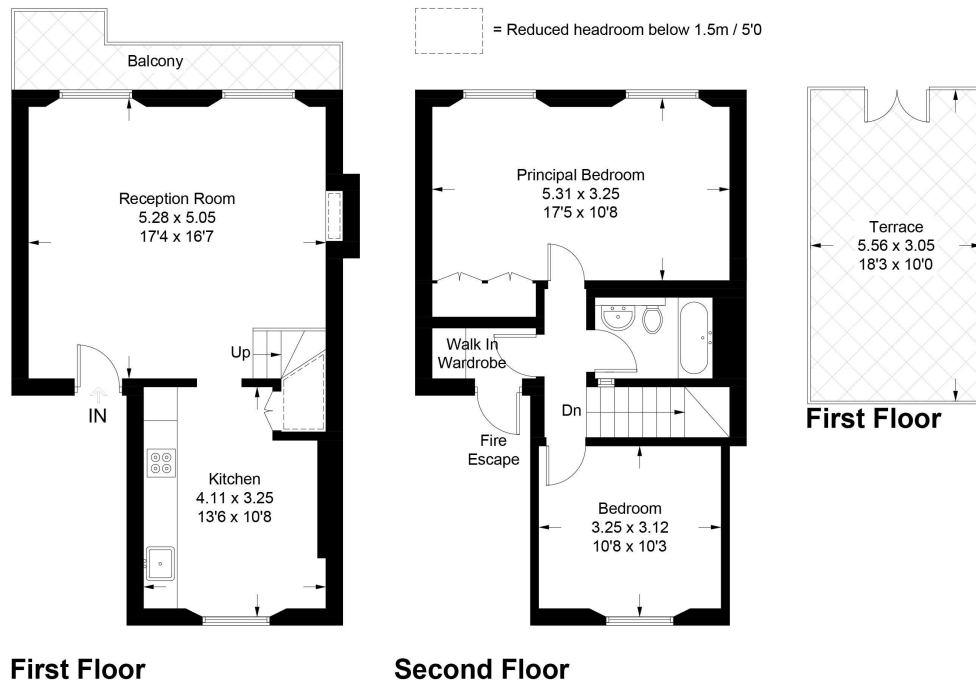 = Reduced headroom below 1.5m / 5'0
Balcony
Reception Room
5.28 x 5.05
17'4 x 16'7
Up
IN
Kitchen
4.11 x 3.25
13'6 x 10'8
First Floor
Principal Bedroom
5.31 x 3.25
17'5 x 10'8
Walk In
Wardrobe
Dn
Fire
Escape
Bedroom
3.25 x 3.12
10'8 x 10'3
Second Floor
Terrace
5.56 x 3.05
18'3 x 10'0
First Floor